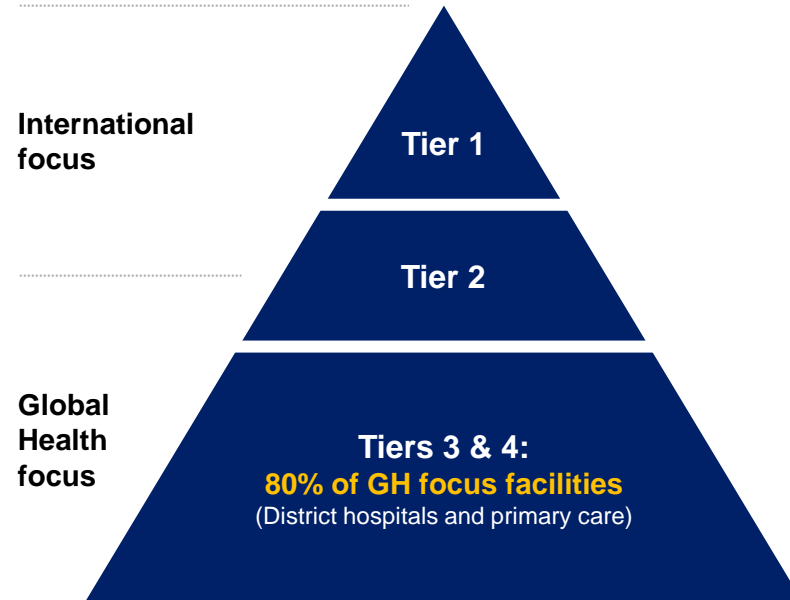 International
focus
Tier 1
Tier 2
Global
Health
focus
Tiers 3 & 4:
80% of GH focus facilities
(District hospitals and primary care)